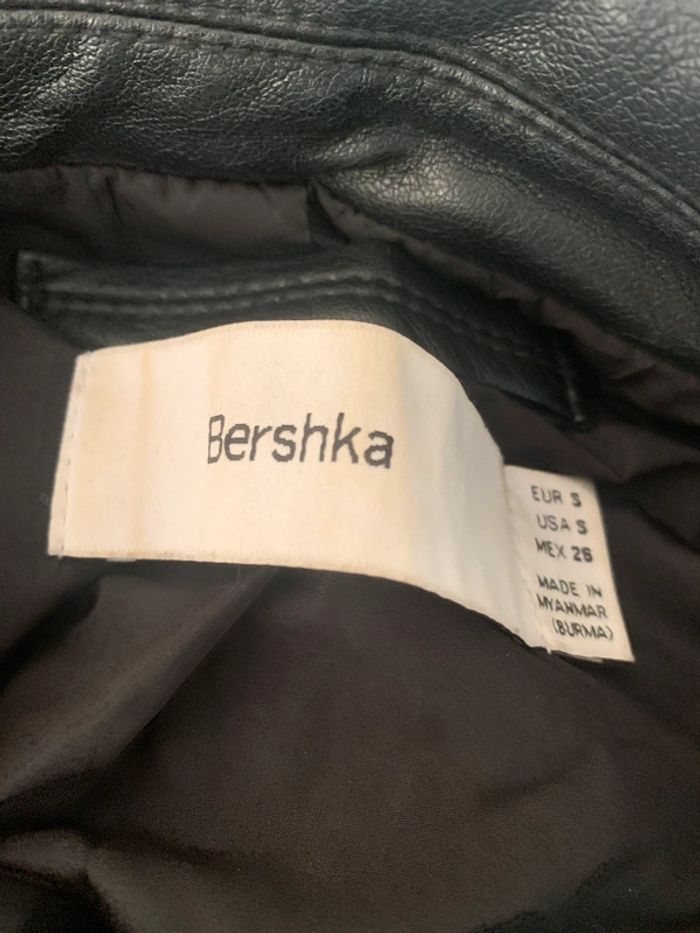 Bershka
EUR S
USA S
MEX 26
MADE IN
MYANMAR
(BURMA)